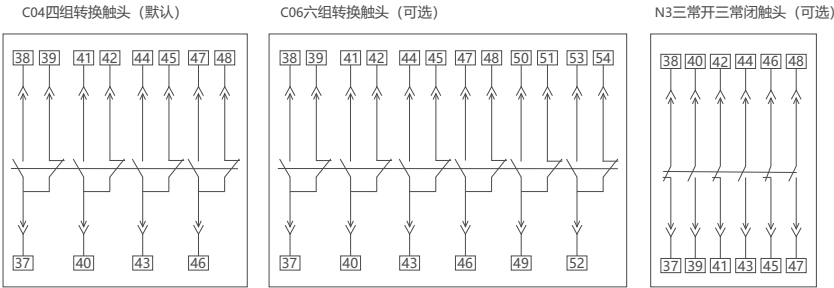 C04四组转换触头（默认）
38 39 41 42 44 45 47 48
37 40 43 46
C06六组转换触头（可选）
38 39 41 42 44 45 47 48 50 51 53 54
37 40 43 46 49 52
N3三常开三常闭触头（可选）
38 40 42 44 46 48
37 39 41 43 45 47